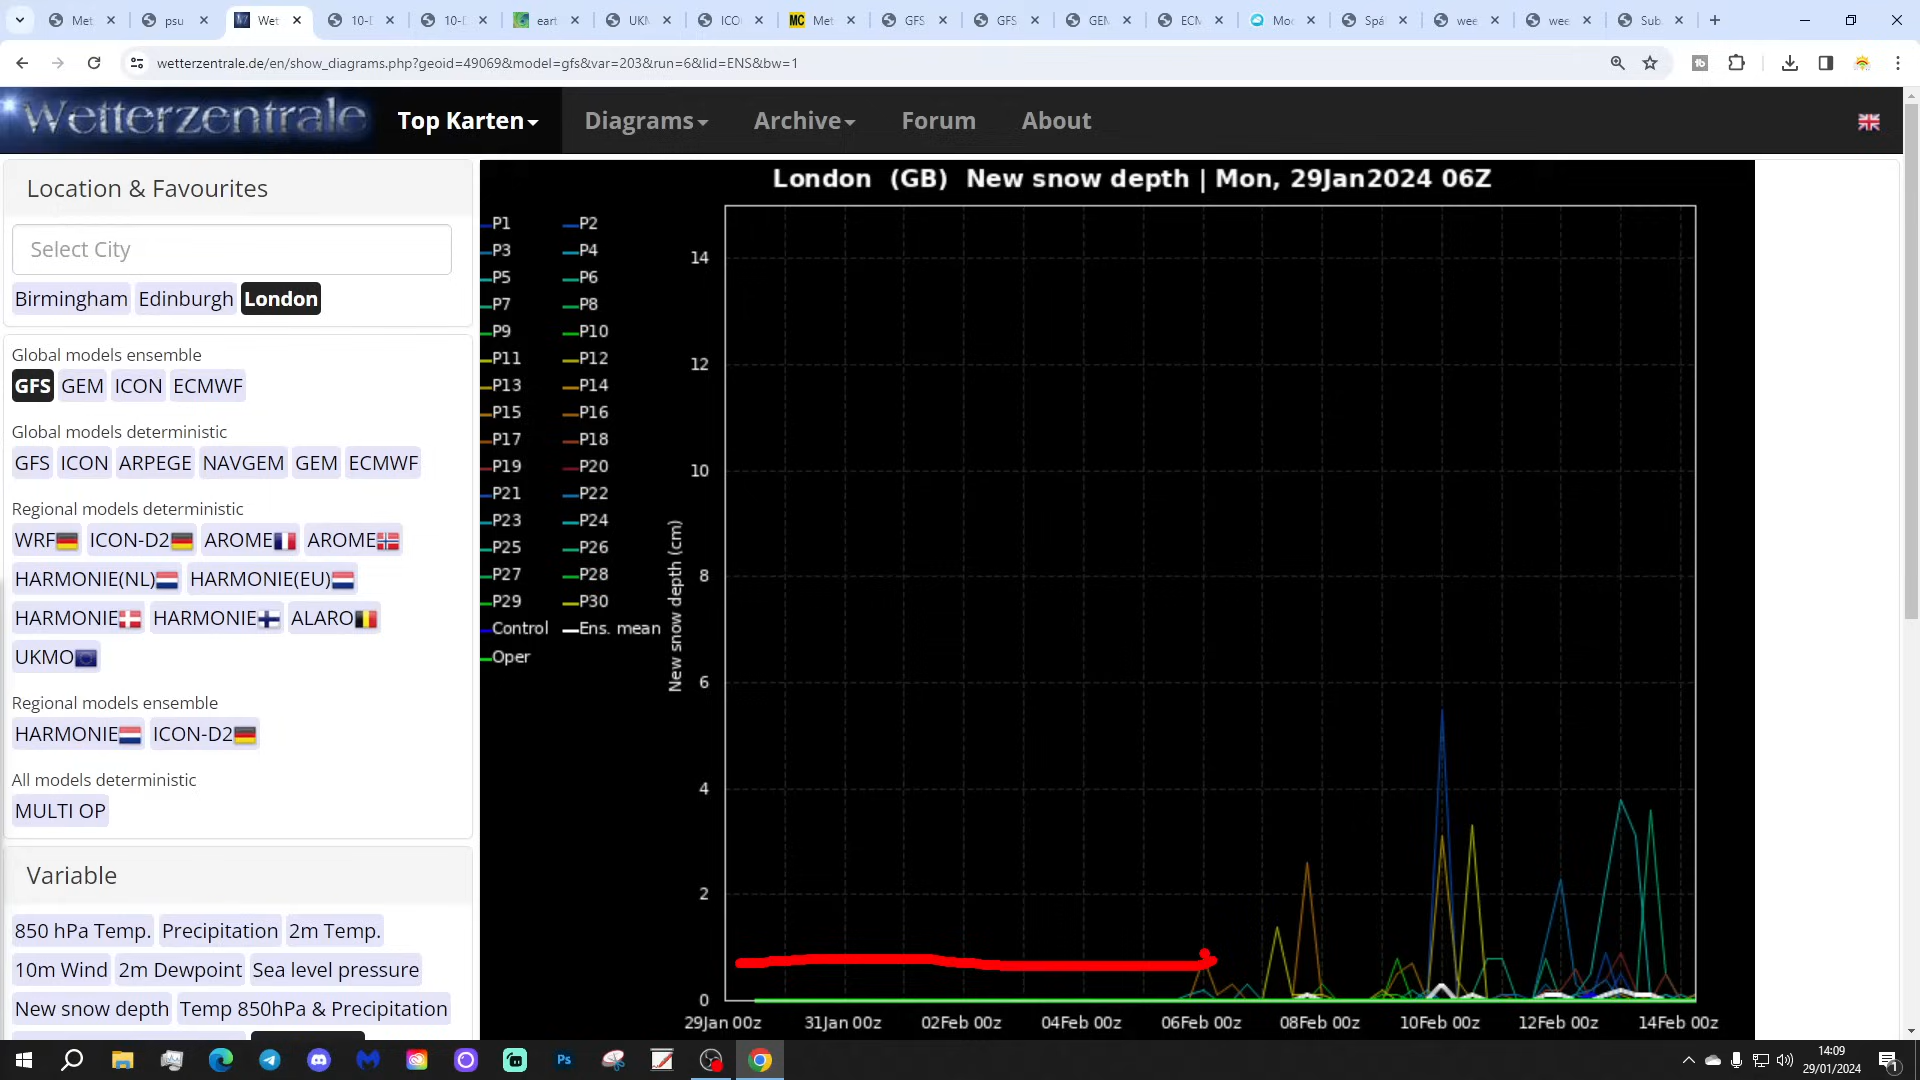 Met
psu
Wet
10-D
10-D
eart
UKM
ICO
MC Met
GFS
GFS
GEM
ECM
Moc
Spá
wee
wee
Sub
wetterzentrale.de/en/show_diagrams.php?geoid=49069&model=gfs&var=203&run=6&lid=ENS&bw=1
Wetterzentrale
Top Karten
Diagrams
Archive
Forum
About
Location & Favourites
Select City
Birmingham Edinburgh London
Global models ensemble
GFS GEM ICON ECMWF
Global models deterministic
GFS ICON ARPEGE NAVGEM GEM ECMWF
Regional models deterministic
WRF ICON-D2 AROME AROME
HARMONIE(NL) HARMONIE(EU)
HARMONIE HARMONIE ALARO
UKMO
Regional models ensemble
HARMONIE ICON-D2
All models deterministic
MULTI OP
Variable
850 hPa Temp. Precipitation 2m Temp.
10m Wind 2m Dewpoint Sea level pressure
New snow depth Temp 850hPa & Precipitation
London (GB) New snow depth | Mon, 29Jan2024 06Z
P1 P2
P3 P4
P5 P6
P7 P8
P9 P10
P11 P12
P13 P14
P15 P16
P17 P18
P19 P20
P21 P22
P23 P24
P25 P26
P27 P28
P29 P30
Control Ens. mean
Oper
New snow depth (cm)
14
12
10
8
6
4
2
0
29Jan 00z 31Jan 00z 02Feb 00z 04Feb 00z 06Feb 00z 08Feb 00z 10Feb 00z 12Feb 00z 14Feb 00z
Ps
14:09
29/01/2024
1